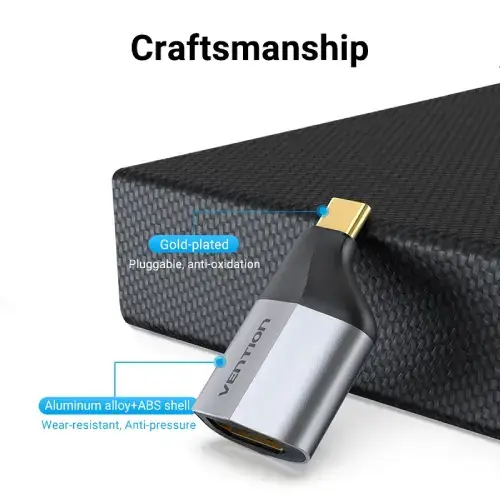 Craftsmanship
Gold-plated
Pluggable, anti-oxidation
VENTION
Aluminum alloy+ABS shell
Wear-resistant, Anti-pressure